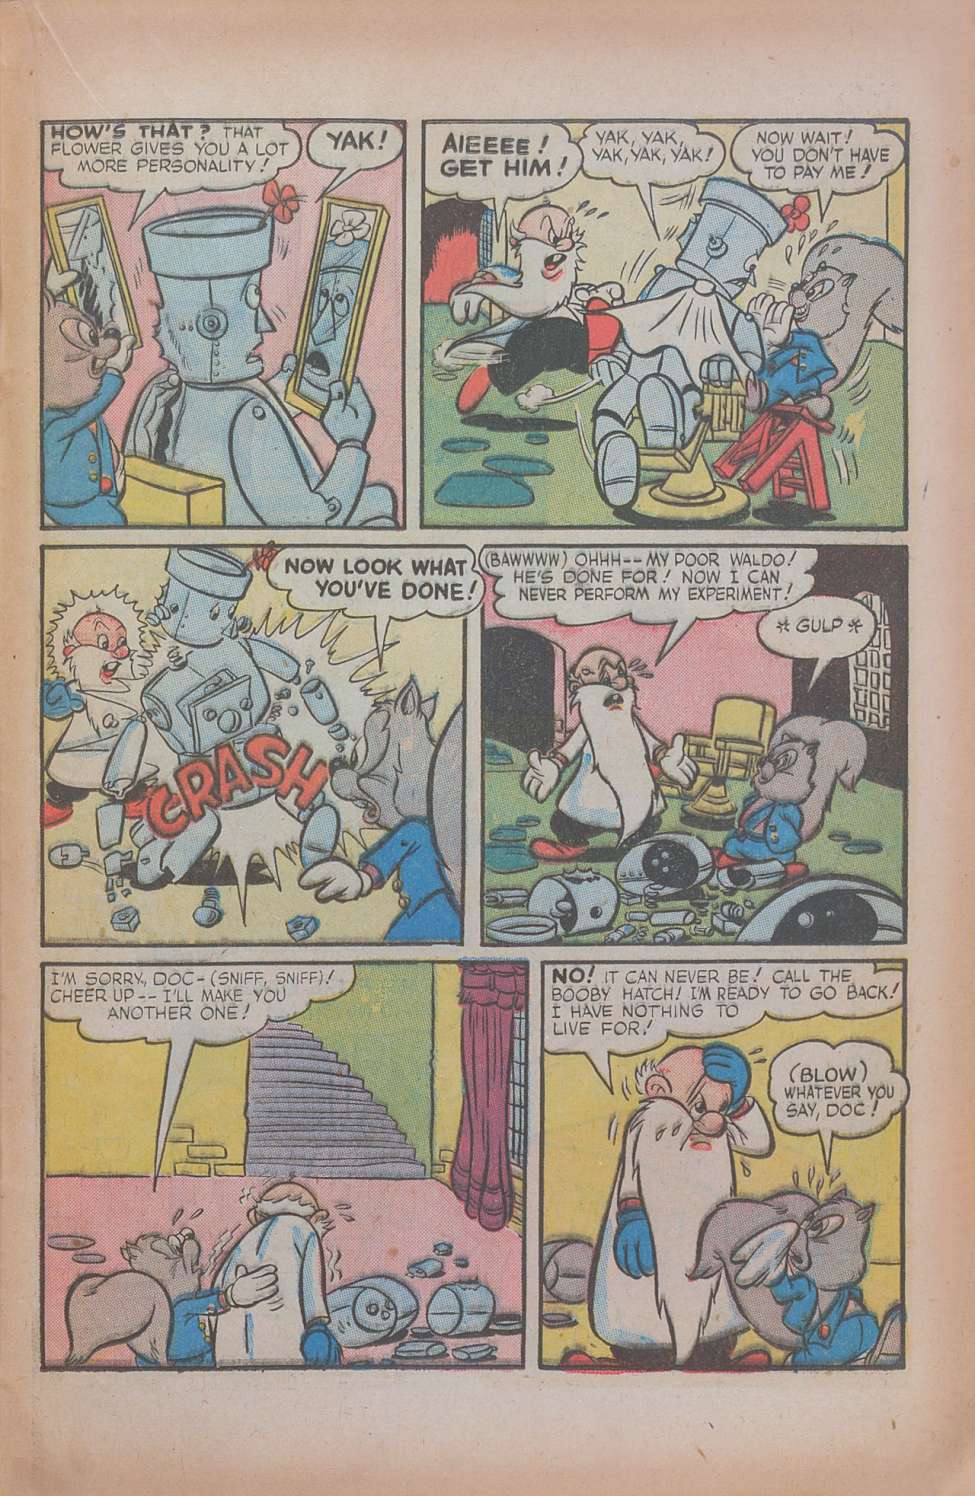 HOW'S THAT? THAT
FLOWER GIVES YOU A LOT
MORE PERSONALITY!
YAK!
AIEEEE!
GET HIM!
YAK, YAK,
YAK, YAK, YAK!
NOW WAIT!
YOU DON'T HAVE
TO PAY ME!
NOW LOOK WHAT
YOU'VE DONE!
CRASH
(BAWWWW) OHHH-- MY POOR WALDO!
HE'S DONE FOR! NOW I CAN
NEVER PERFORM MY EXPERIMENT!
* GULP *
I'M SORRY, DOC-(SNIFF, SNIFF)!
CHEER UP-- I'LL MAKE YOU
ANOTHER ONE!
NO! IT CAN NEVER BE! CALL THE
BOOBY HATCH! I'M READY TO GO BACK!
I HAVE NOTHING TO
LIVE FOR!
(BLOW)
WHATEVER YOU
SAY, DOC!